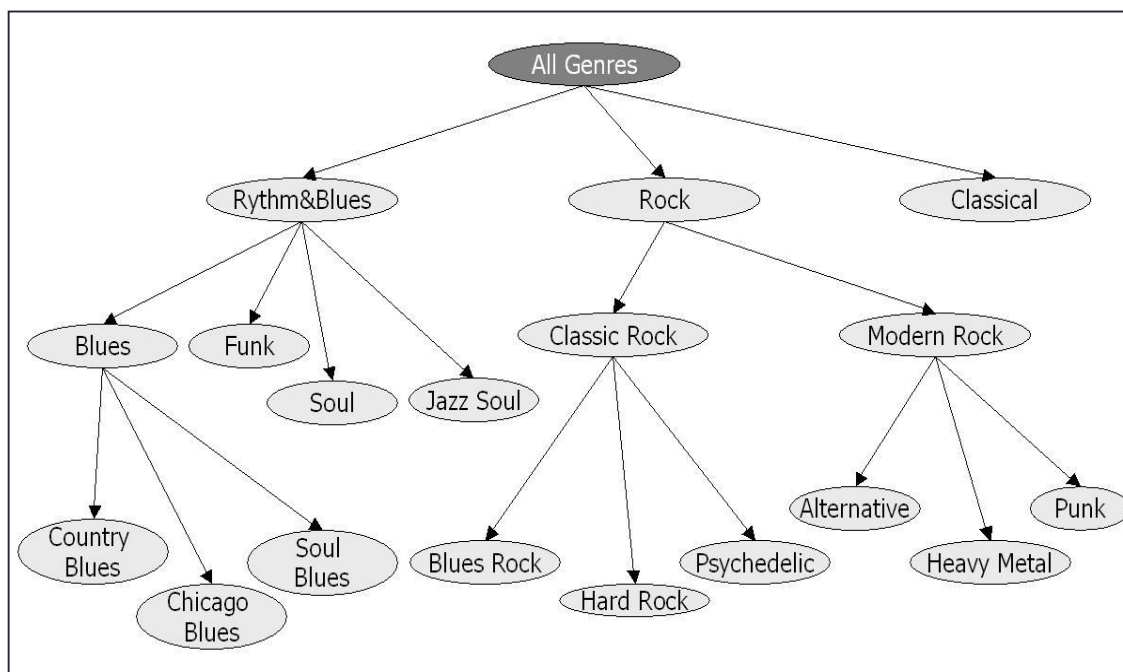 All Genres
Rythm&Blues
Rock
Classical
Blues
Funk
Soul
Jazz Soul
Classic Rock
Modern Rock
Country
Blues
Chicago
Blues
Soul
Blues
Blues Rock
Hard Rock
Psychedelic
Alternative
Heavy Metal
Punk